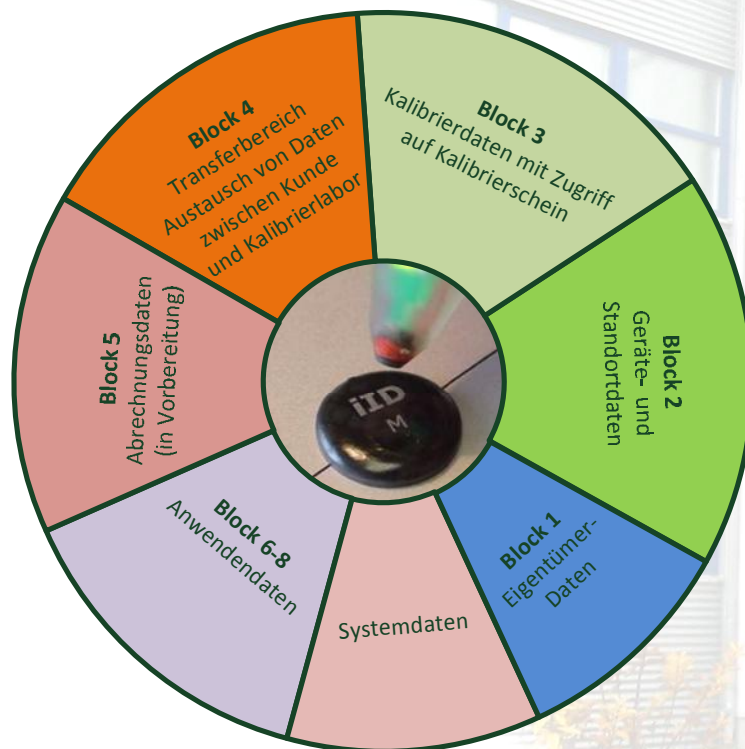 Block 4
Transferbereich
Austausch von Daten
zwischen Kunde
und Kalibrierlabor
Block 3
Kalibrierdaten mit Zugriff
auf Kalibrierschein
Block 2
Geräte- und
Standortdaten
Block 1
Eigentümer-
Daten
Systemdaten
Block 6-8
Anwendendaten
Block 5
Abrechnungsdaten
(in Vorbereitung)
iID
M